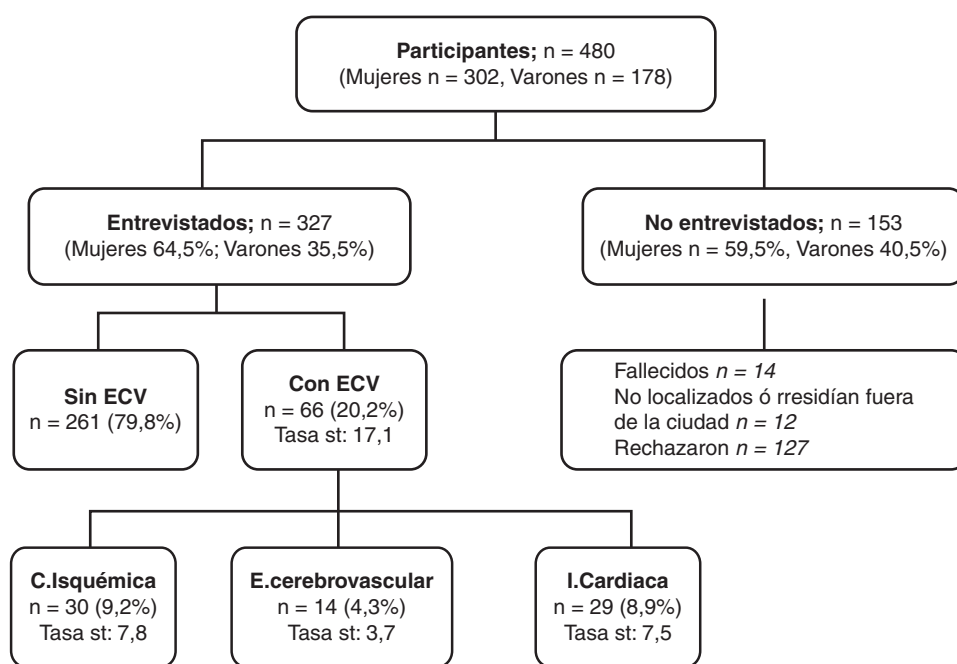 Participantes; n = 480
(Mujeres n = 302, Varones n = 178)
Entrevistados; n = 327
(Mujeres 64,5%; Varones 35,5%)
No entrevistados; n = 153
(Mujeres n = 59,5%, Varones 40,5%)
Sin ECV
n = 261 (79,8%)
Con ECV
n = 66 (20,2%)
Tasa st: 17,1
Fallecidos n = 14
No localizados ó rresidían fuera
de la ciudad n = 12
Rechazaron n = 127
C.Isquémica
n = 30 (9,2%)
Tasa st: 7,8
E.cerebrovascular
n = 14 (4,3%)
Tasa st: 3,7
I.Cardiaca
n = 29 (8,9%)
Tasa st: 7,5